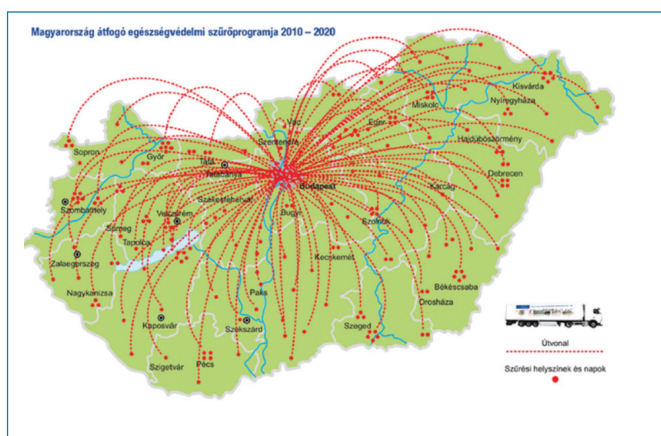 Magyarország átfogó egészségvédelmi szűrőprogramja 2010 – 2020
Kisvárda
Miskolc
Nyíregyháza
Vác
Eger
Szentendre
Sopron
Győr
Tata
Hajdúböszörmény
Tatabánya
Debrecen
Budapest
Karcag
Szombathely
Székesfehérvár
Veszprém
Bugyi
Szolnok
Sümeg
Tapolca
Zalaegerszeg
Kecskemét
Nagykanizsa
Paks
Békéscsaba
Orosháza
Kaposvár
Szekszárd
Szeged
Szigetvár
Pécs
Útvonal
Szűrési helyszínek és napok